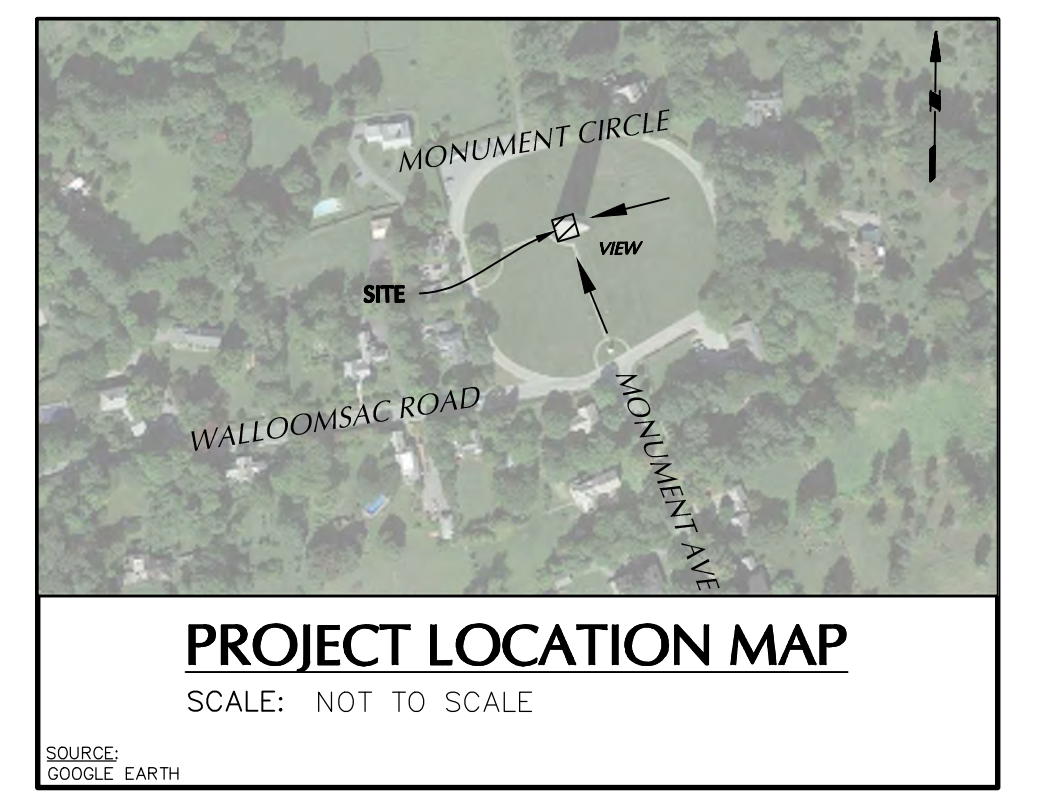 N
MONUMENT CIRCLE
VIEW
SITE
WALLOOMSAC ROAD
MONUMENT AVE
PROJECT LOCATION MAP
SCALE: NOT TO SCALE
SOURCE:
GOOGLE EARTH